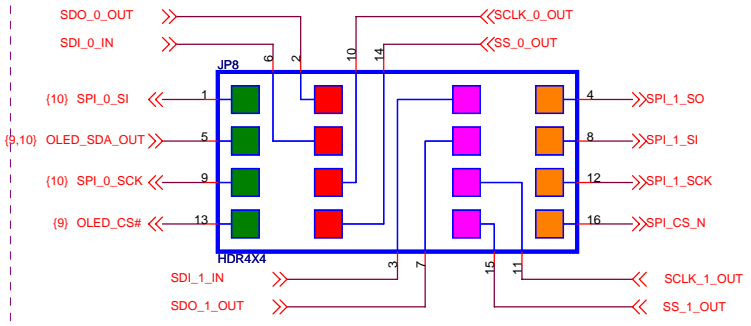 SDO_0_OUT
SCLK_0_OUT
SDI_0_IN
SS_0_OUT
6 2 10 14
JP8
{10} SPI_0_SI 1
4 SPI_1_SO
{9,10} OLED_SDA_OUT 5
8 SPI_1_SI
{10} SPI_0_SCK 9
12 SPI_1_SCK
{9} OLED_CS# 13
16 SPI_CS_N
HDR4X4
3 7 15 11
SDI_1_IN
SCLK_1_OUT
SDO_1_OUT
SS_1_OUT